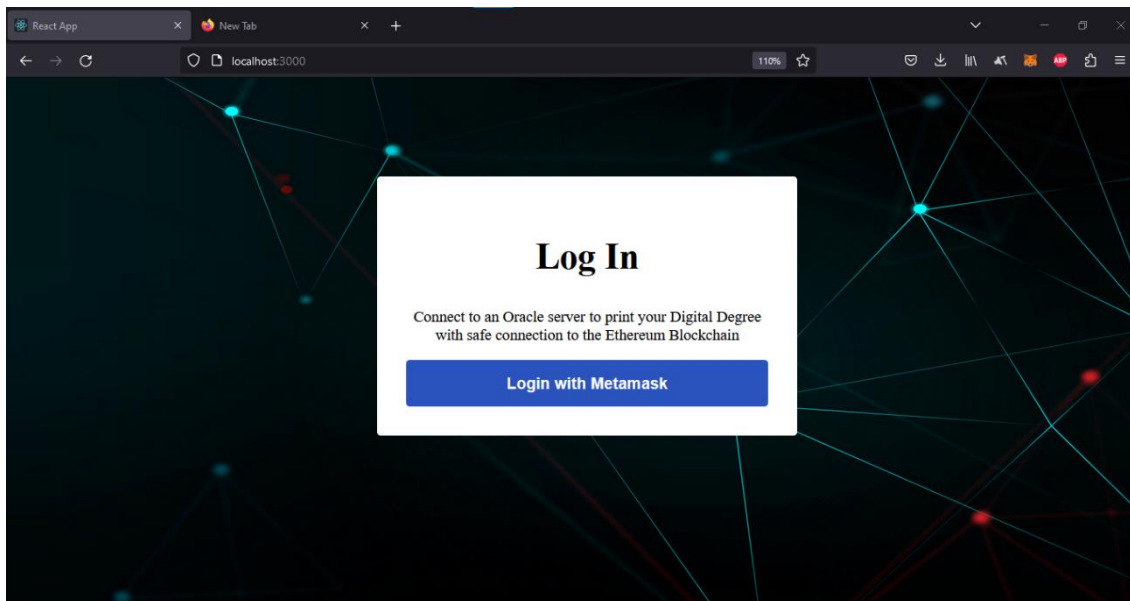 React App
New Tab
localhost:3000
110%
ABP
Log In
Connect to an Oracle server to print your Digital Degree
with safe connection to the Ethereum Blockchain
Login with Metamask